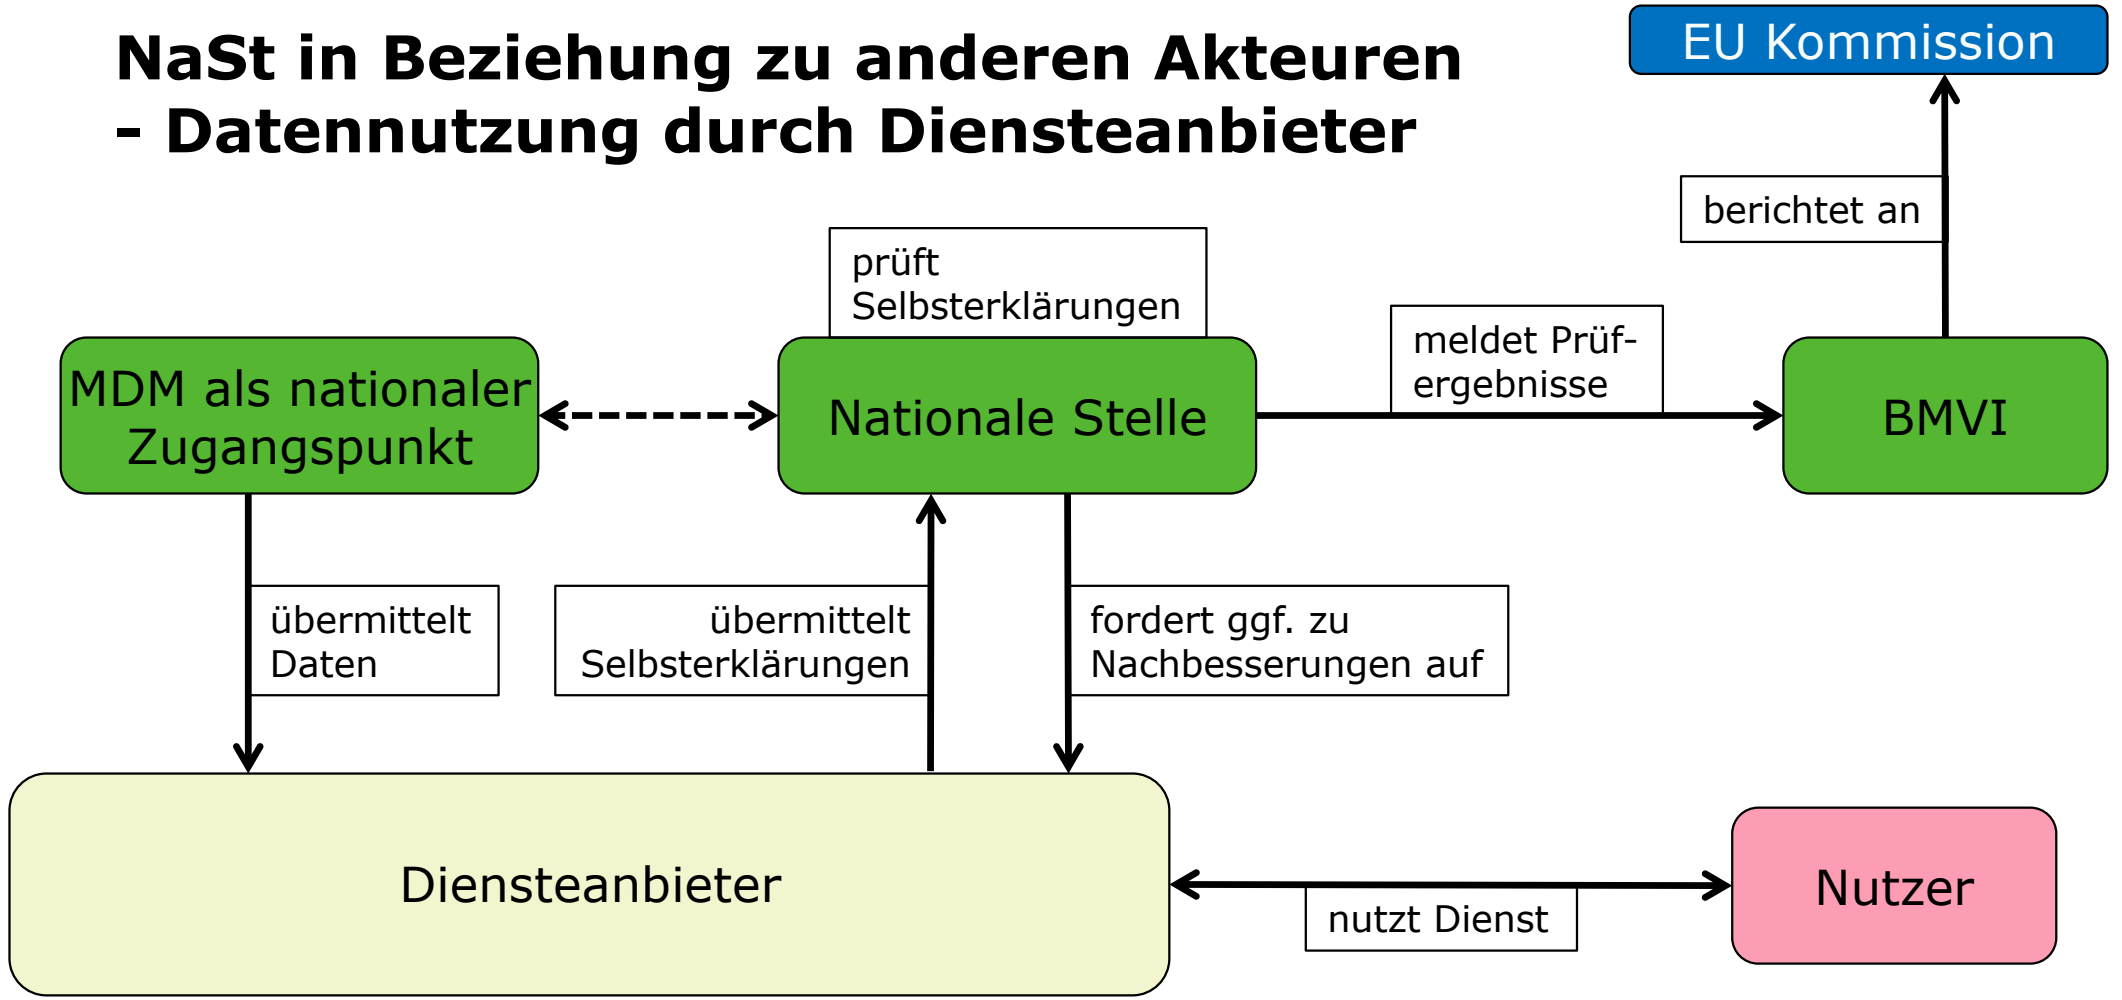 NaSt in Beziehung zu anderen Akteuren
- Datennutzung durch Diensteanbieter
EU Kommission
berichtet an
prüft
Selbsterklärungen
meldet Prüf-
ergebnisse
MDM als nationaler
Zugangspunkt
Nationale Stelle
BMVI
übermittelt
Daten
übermittelt
Selbsterklärungen
fordert ggf. zu
Nachbesserungen auf
Diensteanbieter
nutzt Dienst
Nutzer